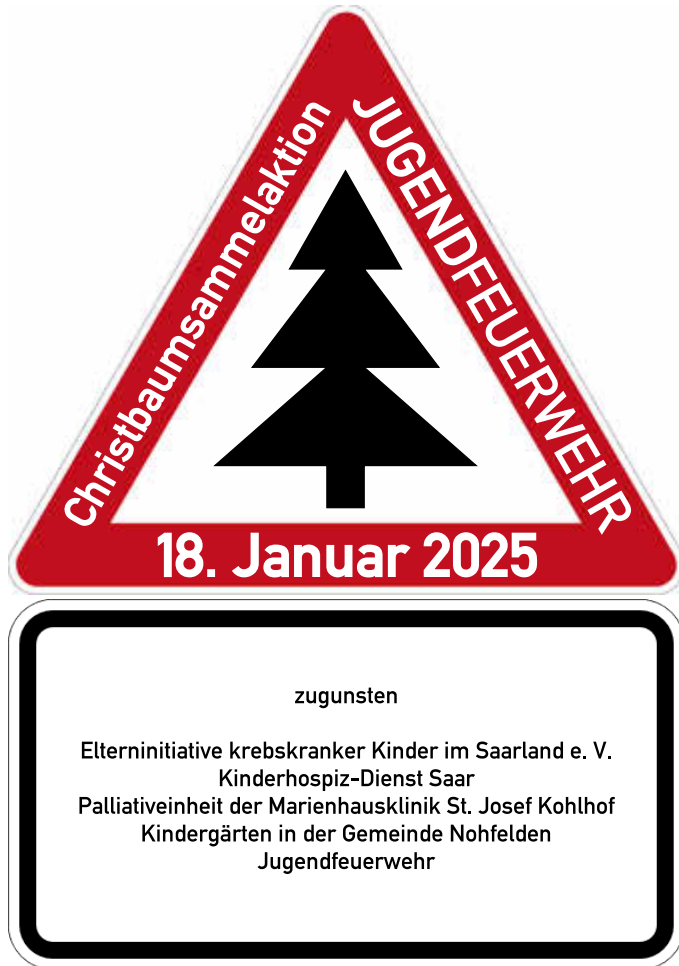 Christbaumsammelaktion
JUGENDFEUERWEHR
18. Januar 2025
zugunsten
Elterninitiative krebskranker Kinder im Saarland e. V.
Kinderhospiz-Dienst Saar
Palliativeinheit der Marienhausklinik St. Josef Kohlhof
Kindergärten in der Gemeinde Nohfelden
Jugendfeuerwehr